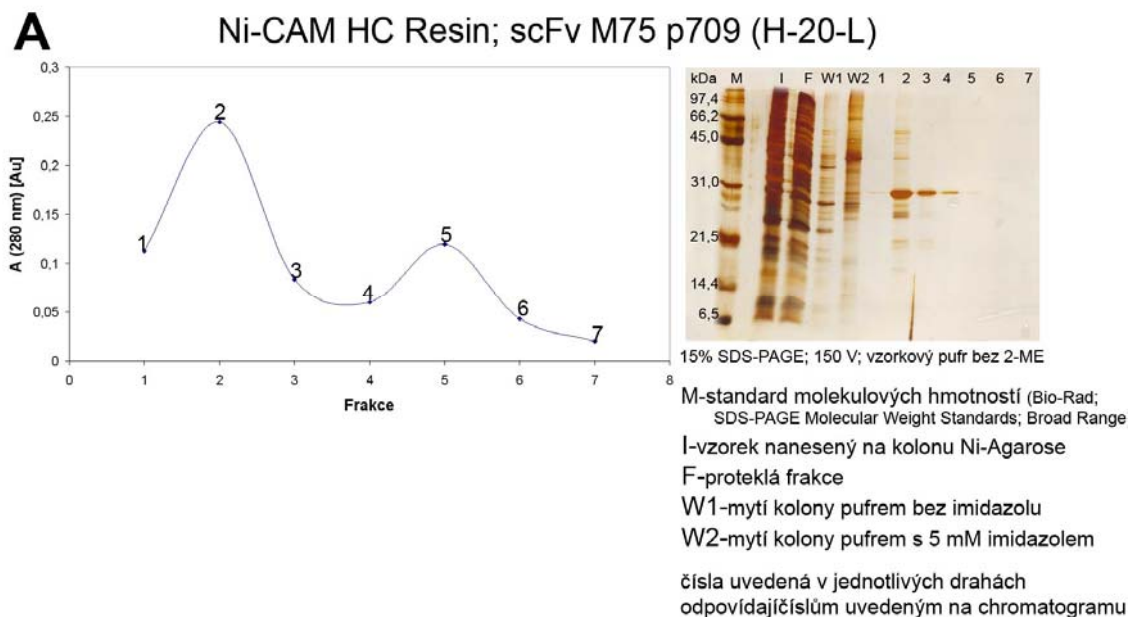 A
Ni-CAM HC Resin; scFv M75 p709 (H-20-L)
A (280 nm) [Au]
0,3
0,25
0,2
0,15
0,1
0,05
0
0 1 2 3 4 5 6 7 8
Frakce
1
2
3
4
5
6
7
kDa M I F W1 W2 1 2 3 4 5 6 7
97,4
66,2
45,0
31,0
21,5
14,4
6,5
15% SDS-PAGE; 150 V; vzorkový pufr bez 2-ME
M-standard molekulových hmotností (Bio-Rad;
SDS-PAGE Molecular Weight Standards; Broad Range
I-vzorek nanesený na kolonu Ni-Agarose
F-proteklá frakce
W1-mytí kolony pufrem bez imidazolu
W2-mytí kolony pufrem s 5 mM imidazolem
čísla uvedená v jednotlivých drahách
odpovídajíčíslům uvedeným na chromatogramu